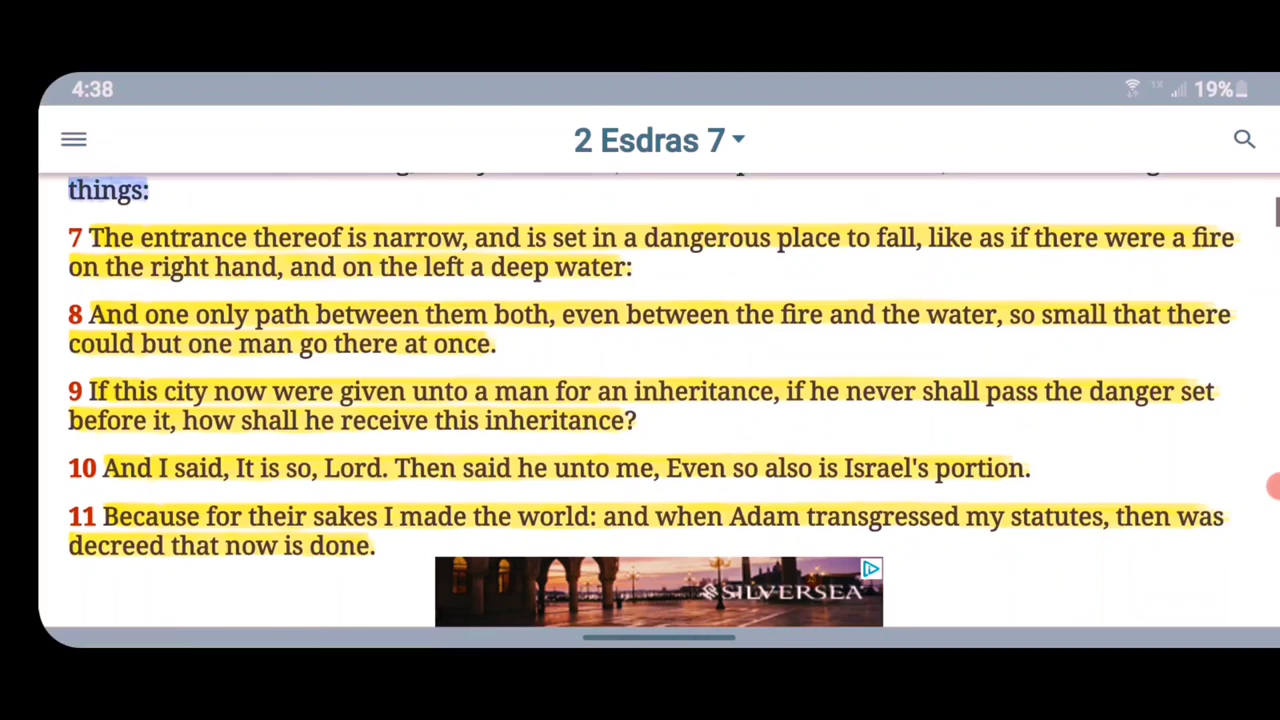 4:38
1X
19%
2 Esdras 7
things:
7 The entrance thereof is narrow, and is set in a dangerous place to fall, like as if there were a fire
on the right hand, and on the left a deep water:
8 And one only path between them both, even between the fire and the water, so small that there
could but one man go there at once.
9 If this city now were given unto a man for an inheritance, if he never shall pass the danger set
before it, how shall he receive this inheritance?
10 And I said, It is so, Lord. Then said he unto me, Even so also is Israel's portion.
11 Because for their sakes I made the world: and when Adam transgressed my statutes, then was
decreed that now is done.
SILVERSEA